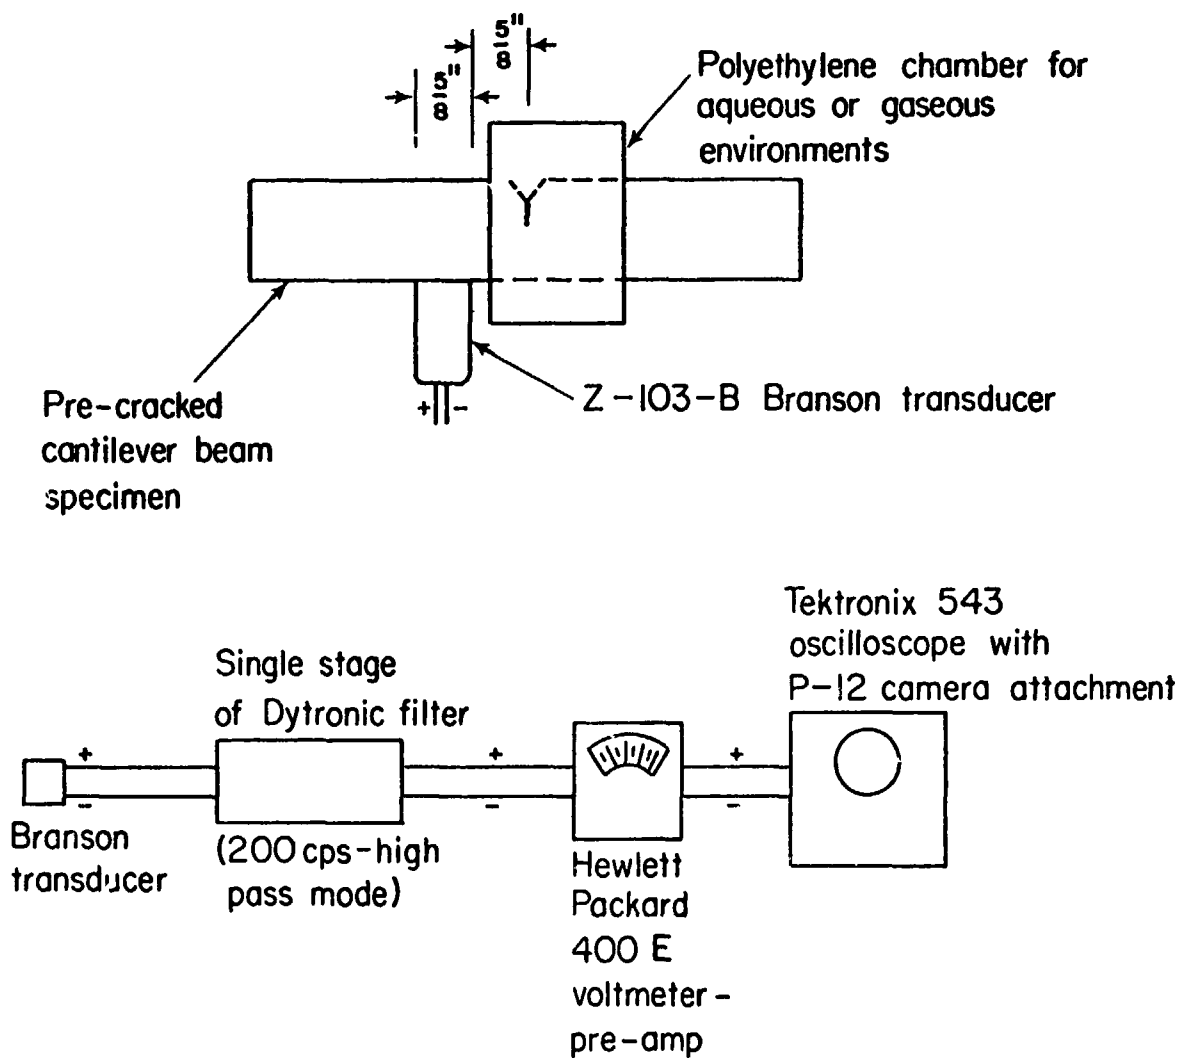 5/8"
5/8"
Polyethylene chamber for
aqueous or gaseous
environments
+ -
Z-103-B Branson transducer
Pre-cracked
cantilever beam
specimen
Tektronix 543
oscilloscope with
P-12 camera attachment
Single stage
of Dytronic filter
+ + +
- - -
Branson
transducer
(200 cps-high
pass mode)
Hewlett
Packard
400 E
voltmeter-
pre-amp